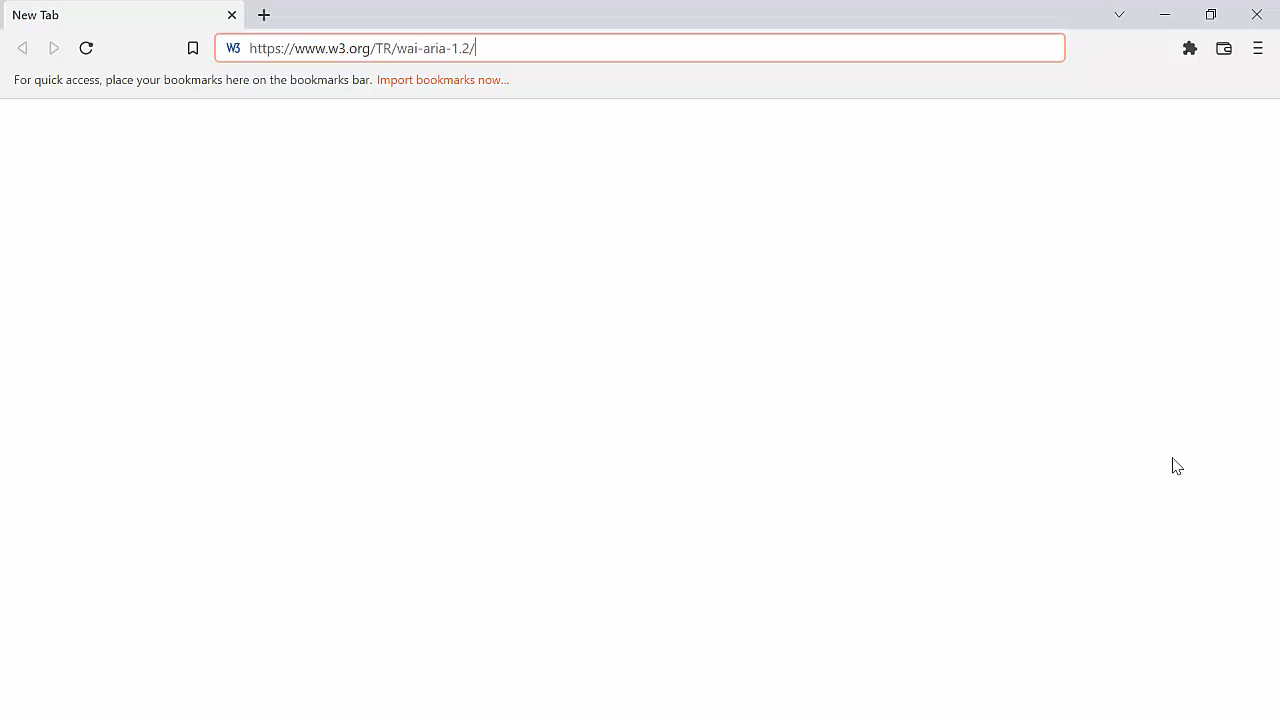 New Tab
W3 https://www.w3.org/TR/wai-aria-1.2/
For quick access, place your bookmarks here on the bookmarks bar. Import bookmarks now...